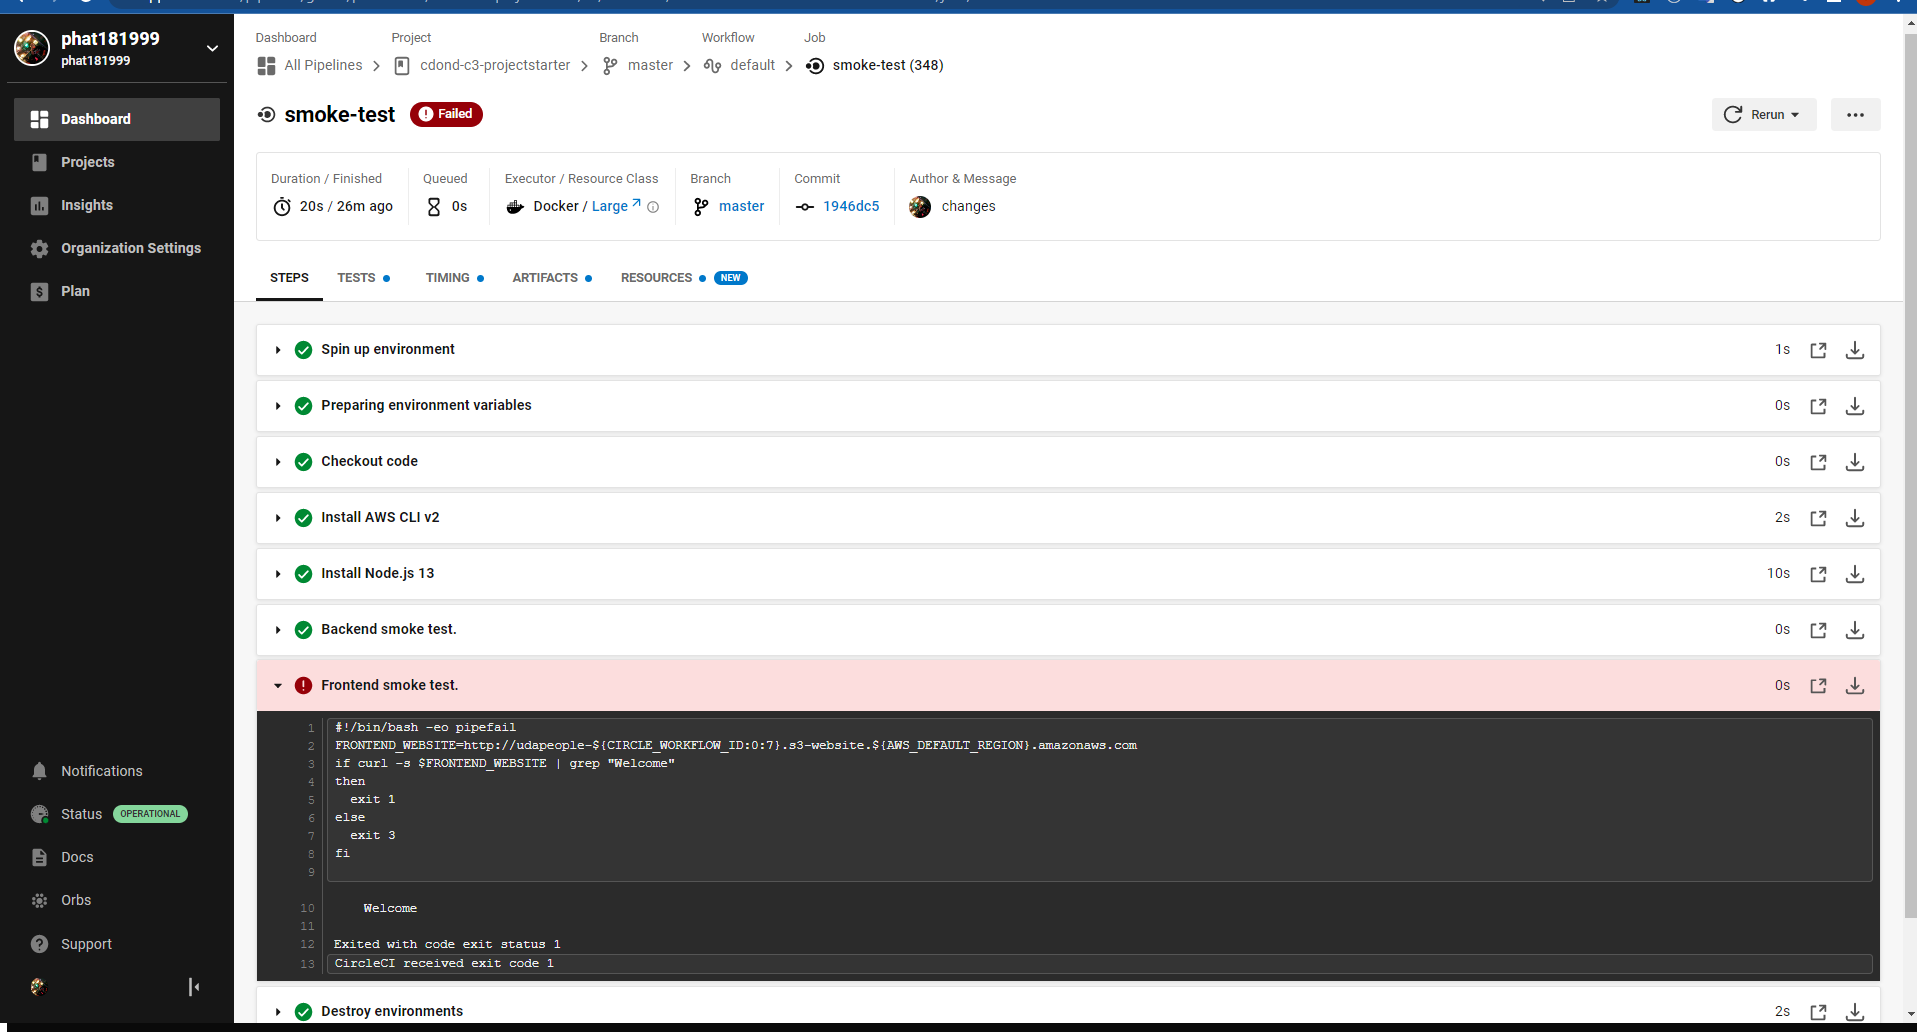 phat181999
phat181999
Dashboard
Projects
Insights
Organization Settings
Plan
Notifications
Status OPERATIONAL
Docs
Orbs
Support
Dashboard Project Branch Workflow Job
All Pipelines cdond-c3-projectstarter master default smoke-test (348)
smoke-test Failed
Rerun
Duration / Finished Queued Executor / Resource Class Branch Commit Author & Message
20s / 26m ago 0s Docker / Large master 1946dc5 changes
STEPS TESTS TIMING ARTIFACTS RESOURCES NEW
Spin up environment 1s
Preparing environment variables 0s
Checkout code 0s
Install AWS CLI v2 2s
Install Node.js 13 10s
Backend smoke test. 0s
Frontend smoke test. 0s
1 #!/bin/bash -eo pipefail
2 FRONTEND_WEBSITE=http://udapeople-${CIRCLE_WORKFLOW_ID:0:7}.s3-website.${AWS_DEFAULT_REGION}.amazonaws.com
3 if curl -s $FRONTEND_WEBSITE | grep "Welcome"
4 then
5 exit 1
6 else
7 exit 3
8 fi
9
10 Welcome
11
12 Exited with code exit status 1
13 CircleCI received exit code 1
Destroy environments 2s